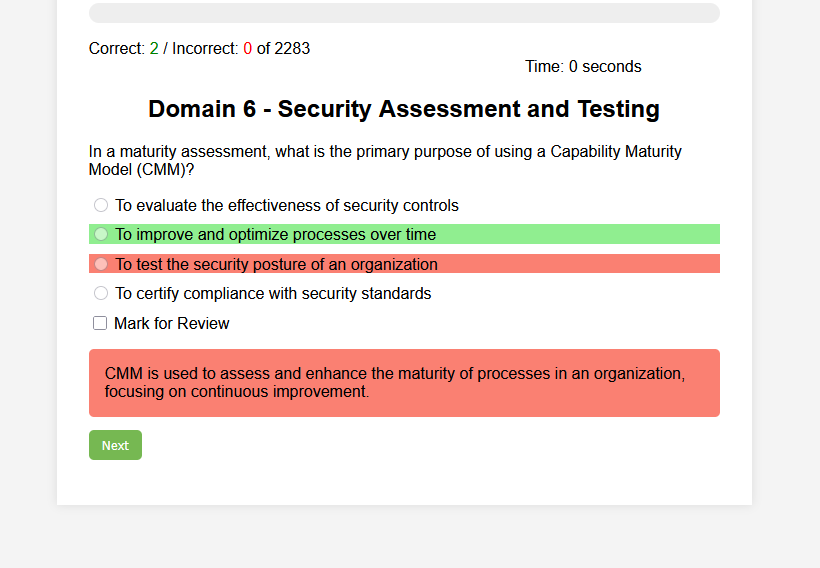 Correct: 2 / Incorrect: 0 of 2283
Time: 0 seconds
Domain 6 - Security Assessment and Testing
In a maturity assessment, what is the primary purpose of using a Capability Maturity
Model (CMM)?
To evaluate the effectiveness of security controls
To improve and optimize processes over time
To test the security posture of an organization
To certify compliance with security standards
Mark for Review
CMM is used to assess and enhance the maturity of processes in an organization,
focusing on continuous improvement.
Next